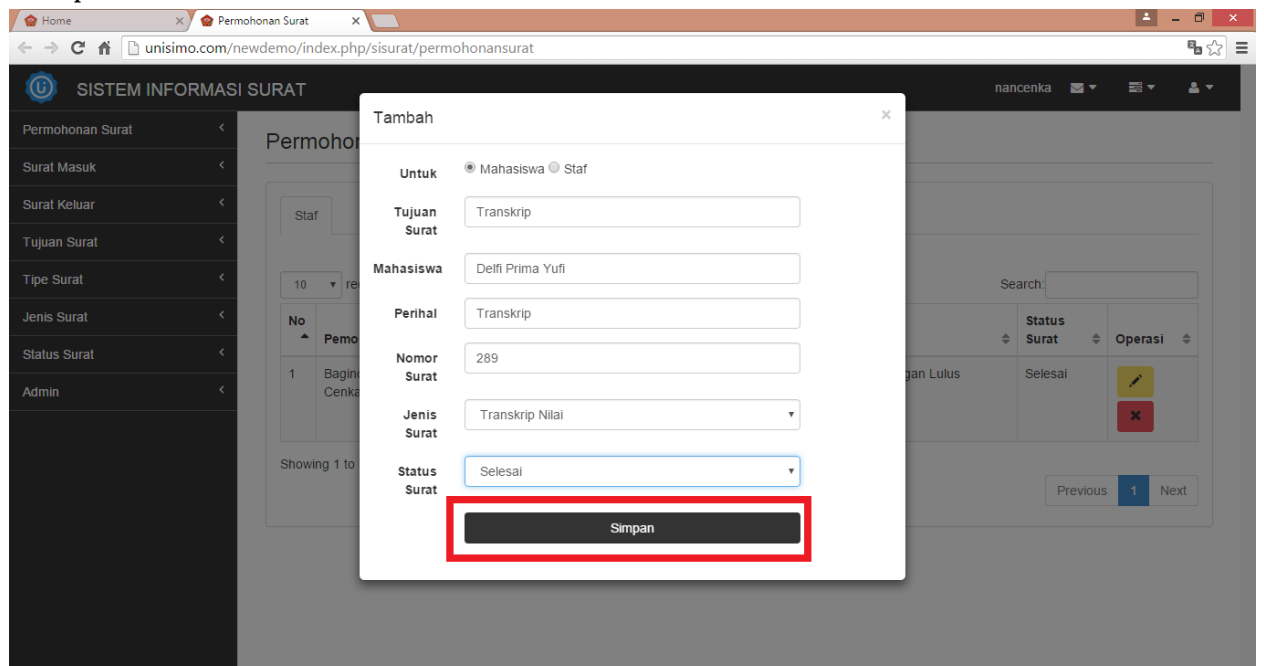 Home
Permohonan Surat
unisimo.com/newdemo/index.php/sisurat/permohonansurat
SISTEM INFORMASI SURAT
nancenka
Permohonan Surat
Surat Masuk
Surat Keluar
Tujuan Surat
Tipe Surat
Jenis Surat
Status Surat
Admin
Staf
10
Search:
No
Status
Surat
Operasi
1
Cenka
Lulus
Selesai
Showing 1 to
Previous 1 Next
Tambah
×
Untuk
Mahasiswa Staf
Tujuan
Surat
Transkrip
Mahasiswa
Delfi Prima Yufi
Perihal
Transkrip
Nomor
Surat
289
Jenis
Surat
Transkrip Nilai
Status
Surat
Selesai
Simpan